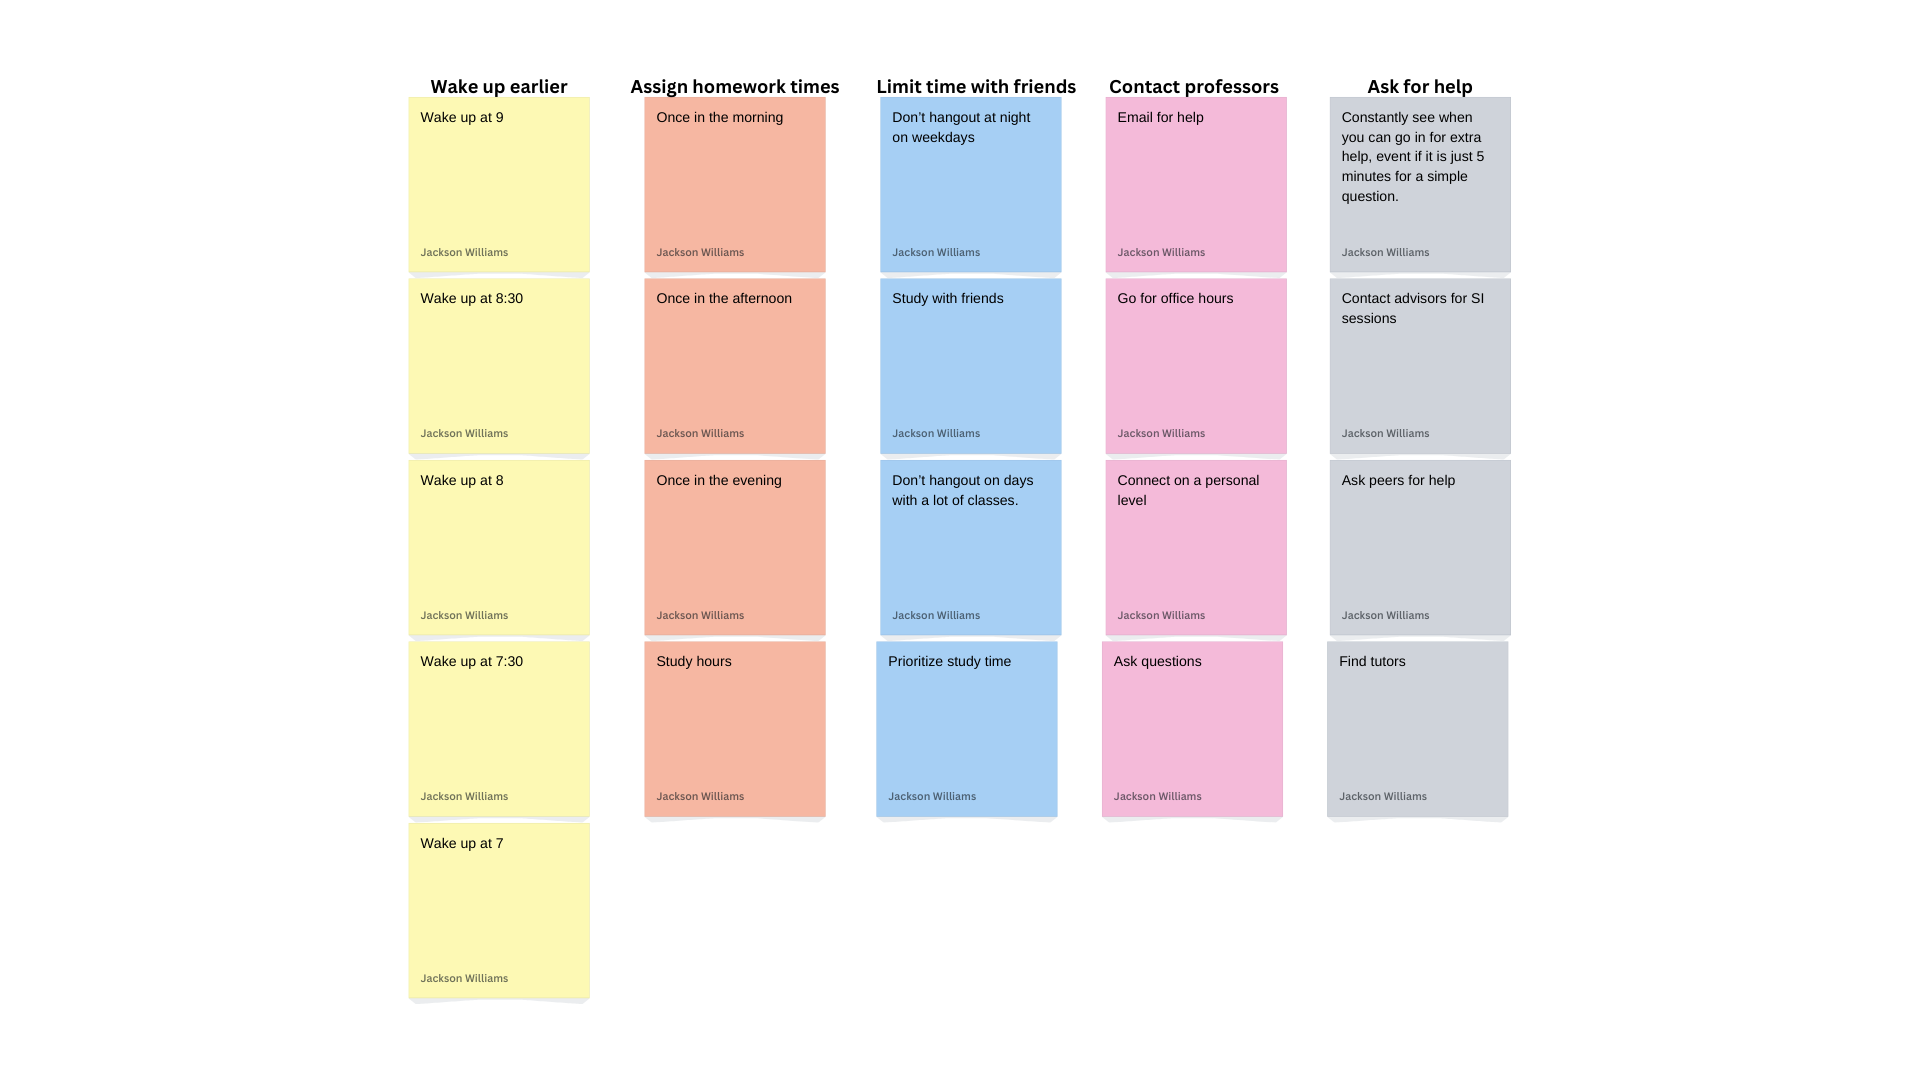 Wake up earlier
Wake up at 9
Jackson Williams
Wake up at 8:30
Jackson Williams
Wake up at 8
Jackson Williams
Wake up at 7:30
Jackson Williams
Wake up at 7
Jackson Williams
Assign homework times
Once in the morning
Jackson Williams
Once in the afternoon
Jackson Williams
Once in the evening
Jackson Williams
Study hours
Jackson Williams
Limit time with friends
Don’t hangout at night
on weekdays
Jackson Williams
Study with friends
Jackson Williams
Don’t hangout on days
with a lot of classes.
Jackson Williams
Prioritize study time
Jackson Williams
Contact professors
Email for help
Jackson Williams
Go for office hours
Jackson Williams
Connect on a personal
level
Jackson Williams
Ask questions
Jackson Williams
Ask for help
Constantly see when
you can go in for extra
help, event if it is just 5
minutes for a simple
question.
Jackson Williams
Contact advisors for SI
sessions
Jackson Williams
Ask peers for help
Jackson Williams
Find tutors
Jackson Williams